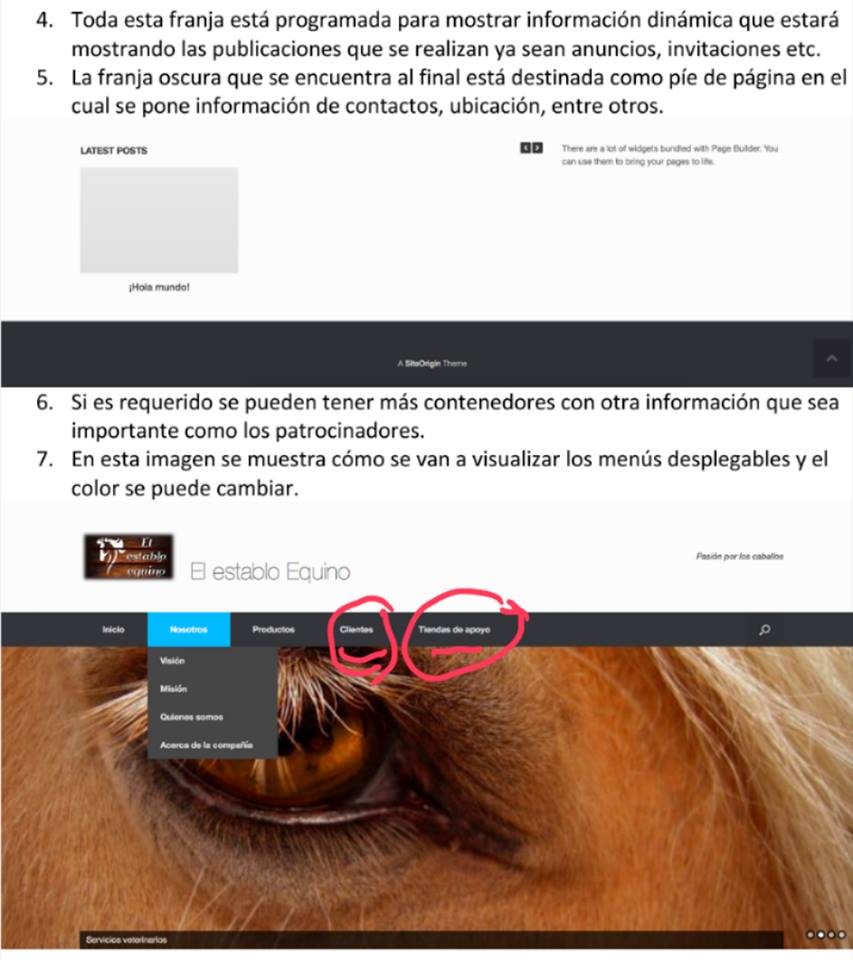 4. Toda esta franja está programada para mostrar información dinámica que estará
mostrando las publicaciones que se realizan ya sean anuncios, invitaciones etc.
5. La franja oscura que se encuentra al final está destinada como píe de página en el
cual se pone información de contactos, ubicación, entre otros.
LATEST POSTS
There are a lot of widgets bundled with Page Builder. You
can use them to bring your pages to life.
¡Hola mundo!
A SiteOrigin Theme
6. Si es requerido se pueden tener más contenedores con otra información que sea
importante como los patrocinadores.
7. En esta imagen se muestra cómo se van a visualizar los menús desplegables y el
color se puede cambiar.
El
establo
equino
El establo Equino
Pasión por los caballos
Inicio Nosotros Productos Clientes Tiendas de apoyo
Visión
Misión
Quienes somos
Acerca de la compañía
Servicios veterinarios